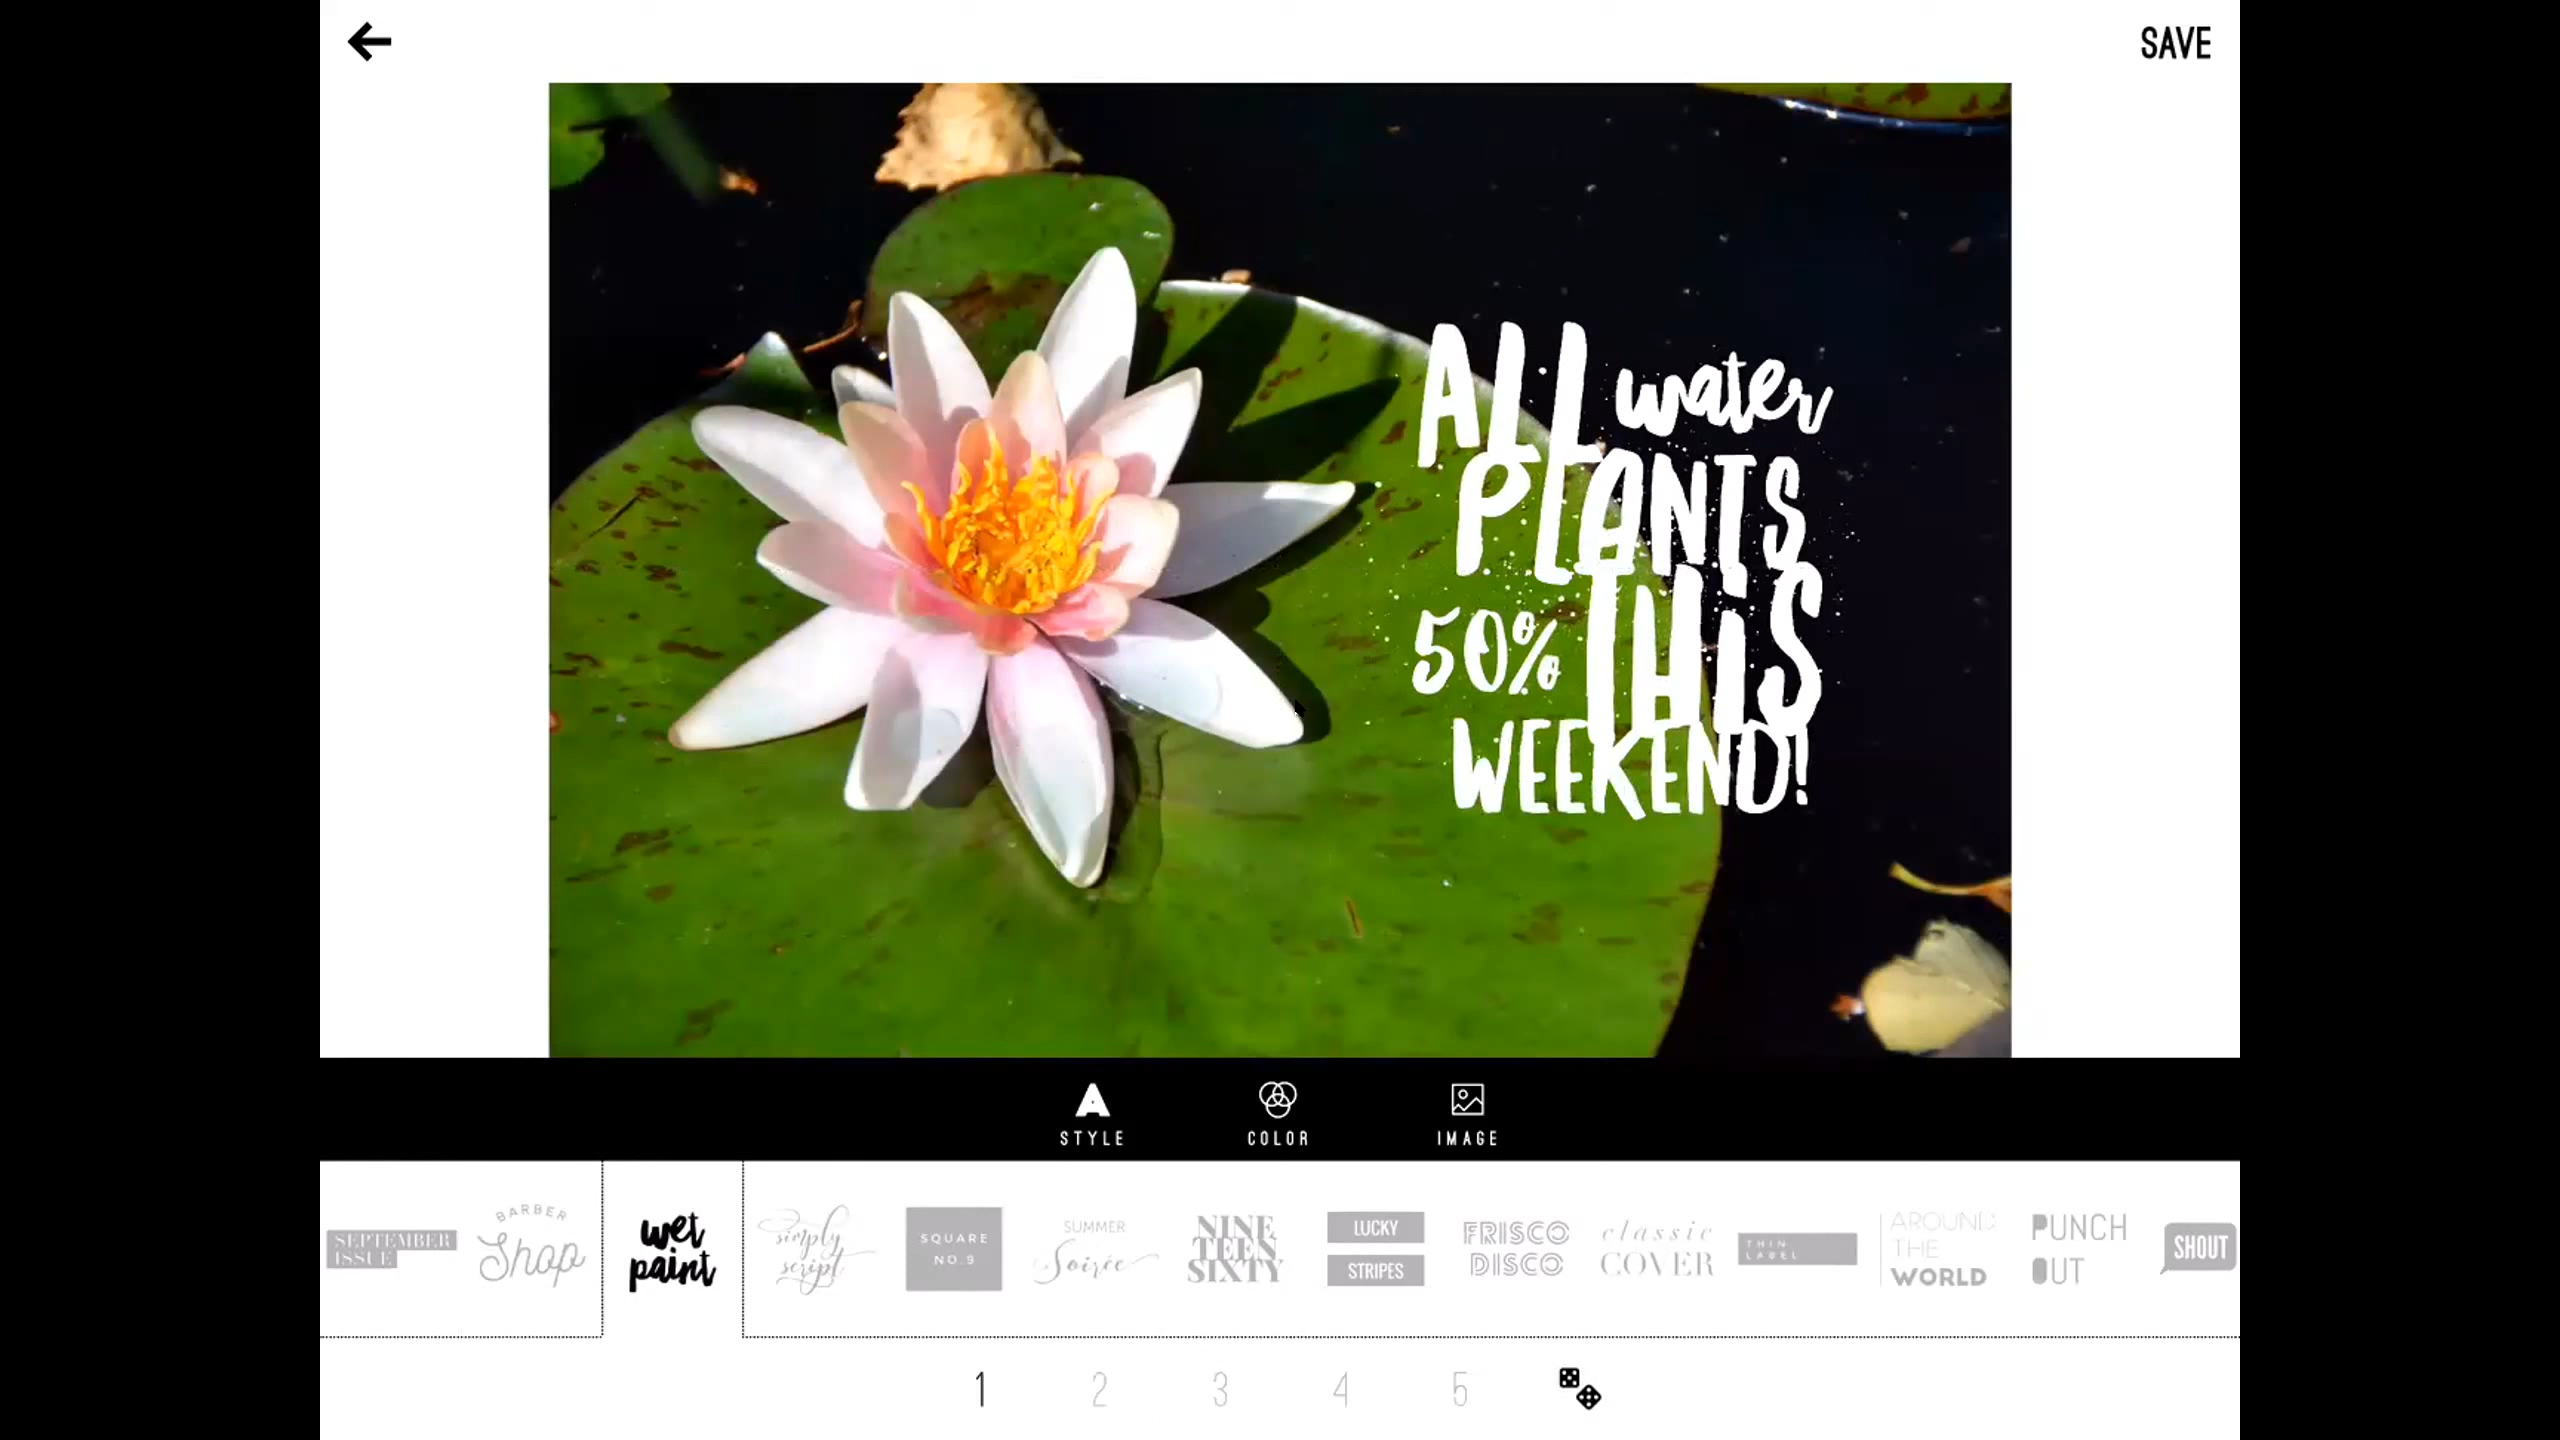 SAVE
ALL water
PLANTS
50% THiS
WEEKEND!
STYLE
COLOR
IMAGE
SEPTEMBER
ISSUE
BARBER
Shop
wet
paint
simply
script
SQUARE
NO.9
SUMMER
Soirée
NINE
TEEN
SIXTY
LUCKY
STRIPES
FRISCO
DISCO
classic
COVER
THIN
LABEL
AROUND
THE
WORLD
PUNCH
OUT
SHOUT
1 2 3 4 5